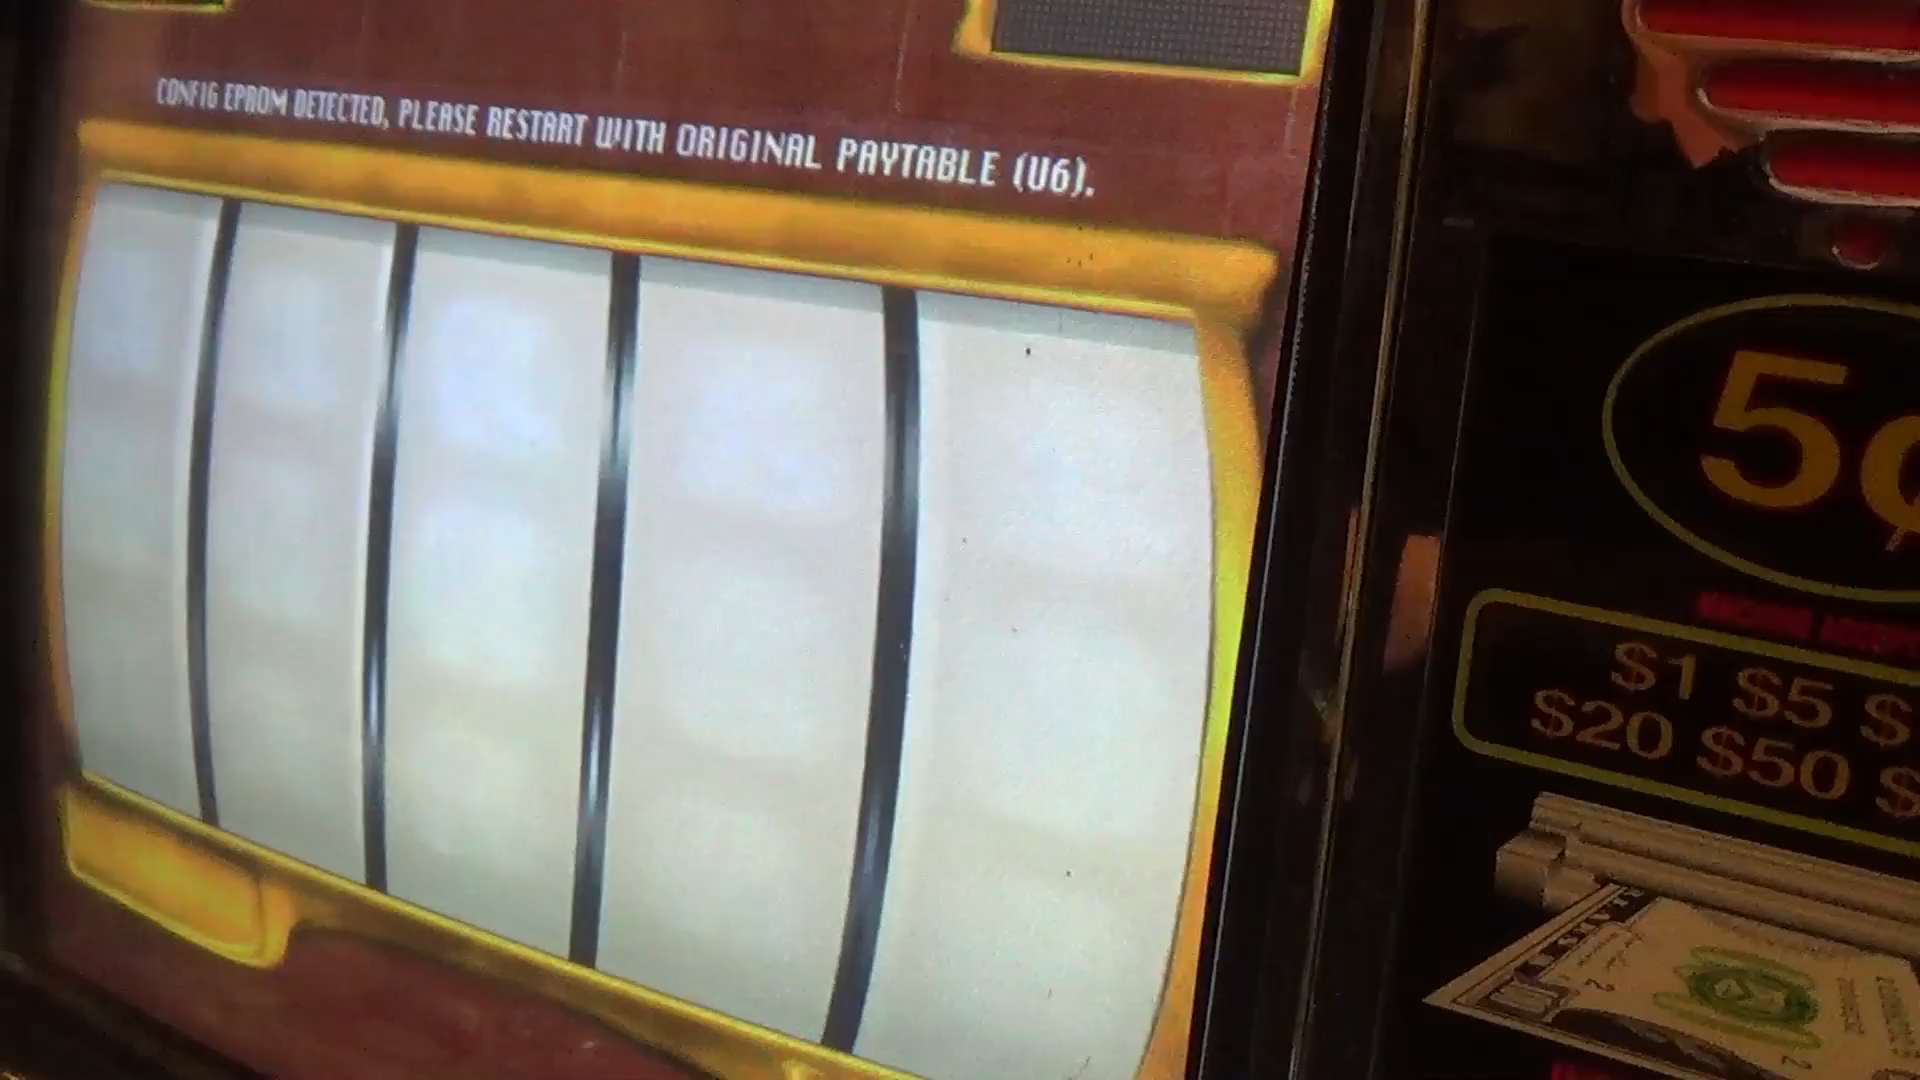 CONFIG EPROM DETECTED, PLEASE RESTART WITH ORIGINAL PAYTABLE (U6).
5¢
$1 $5 $
$20 $50 $